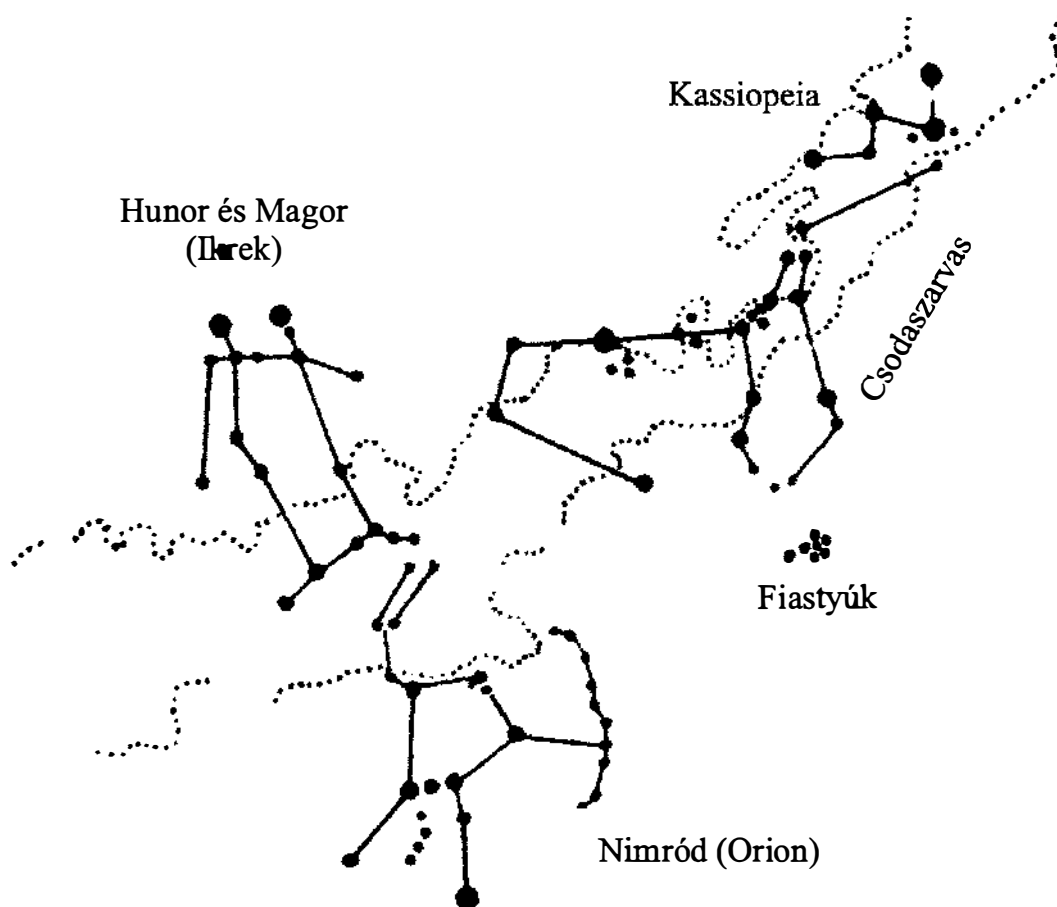 Kassiopeia
Hunor és Magor
(Ikrek)
Csodaszarvas
Fiastyúk
Nimród (Orion)